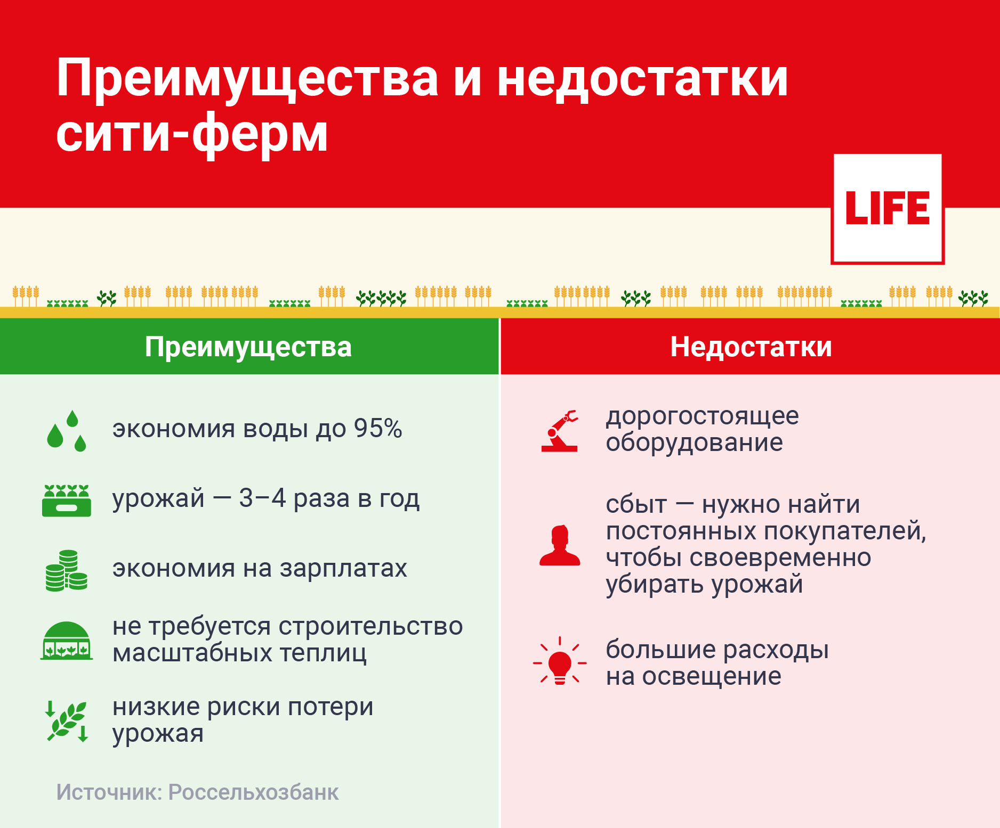 Преимущества и недостатки
сити-ферм
LIFE
Преимущества
экономия воды до 95%
урожай — 3–4 раза в год
экономия на зарплатах
не требуется строительство
масштабных теплиц
низкие риски потери
урожая
Недостатки
дорогостоящее
оборудование
сбыт — нужно найти
постоянных покупателей,
чтобы своевременно
убирать урожай
большие расходы
на освещение
Источник: Россельхозбанк